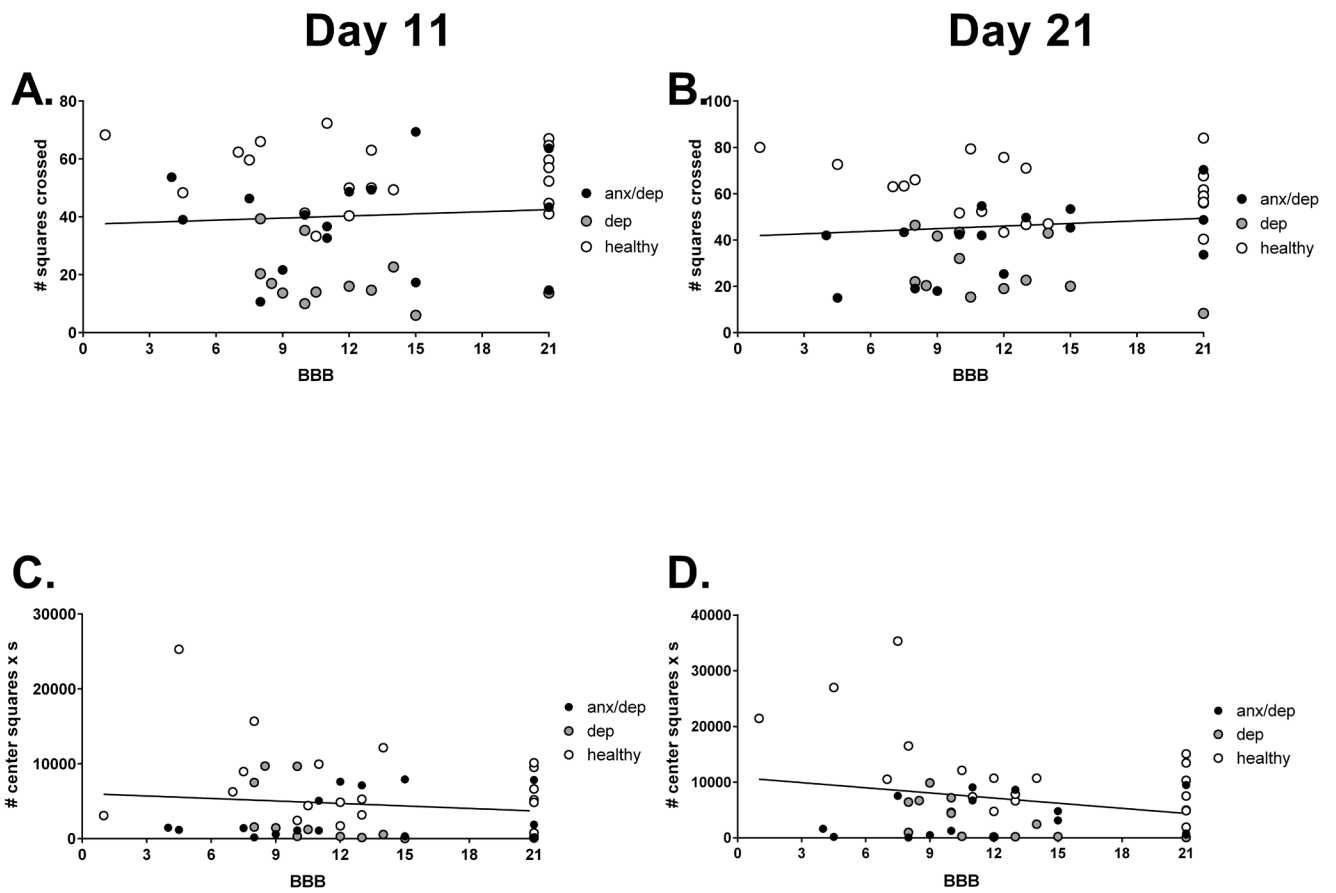 Day 11
Day 21
A.
# squares crossed
80
60
40
20
0
0 3 6 9 12 15 18 21
BBB
anx/dep
dep
healthy
B.
# squares crossed
100
80
60
40
20
0
0 3 6 9 12 15 18 21
BBB
anx/dep
dep
healthy
C.
# center squares x s
30000
20000
10000
0
0 3 6 9 12 15 18 21
BBB
anx/dep
dep
healthy
D.
# center squares x s
40000
30000
20000
10000
0
0 3 6 9 12 15 18 21
BBB
anx/dep
dep
healthy